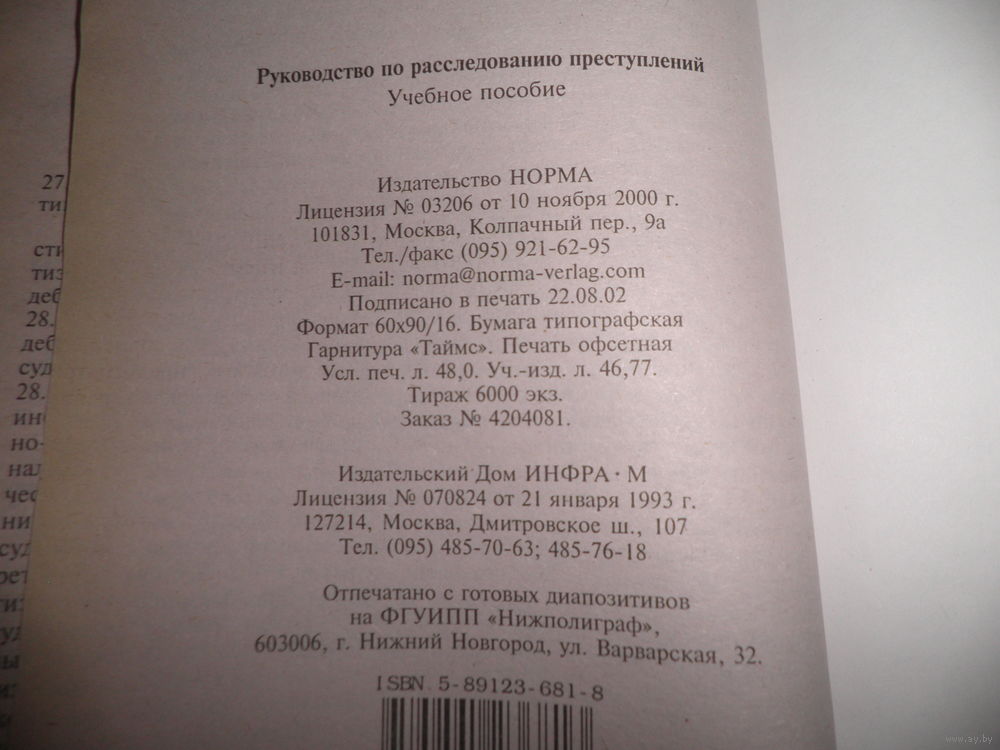 Руководство по расследованию преступлений
Учебное пособие
Издательство НОРМА
Лицензия № 03206 от 10 ноября 2000 г.
101831, Москва, Колпачный пер., 9а
Тел./факс (095) 921-62-95
E-mail: norma@norma-verlag.com
Подписано в печать 22.08.02
Формат 60х90/16. Бумага типографская
Гарнитура «Таймс». Печать офсетная
Усл. печ. л. 48,0. Уч.-изд. л. 46,77.
Тираж 6000 экз.
Заказ № 4204081.
Издательский Дом ИНФРА · М
Лицензия № 070824 от 21 января 1993 г.
127214, Москва, Дмитровское ш., 107
Тел. (095) 485-70-63; 485-76-18
Отпечатано с готовых диапозитивов
на ФГУИПП «Нижполиграф»,
603006, г. Нижний Новгород, ул. Варварская, 32.
ISBN 5-89123-681-8
www.ay.by